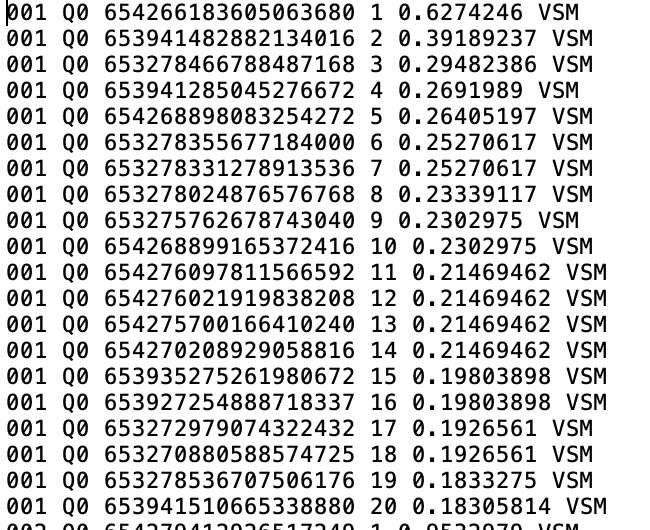 001 Q0 654266183605063680 1 0.6274246 VSM
001 Q0 653941482882134016 2 0.39189237 VSM
001 Q0 653278466788487168 3 0.29482386 VSM
001 Q0 653941285045276672 4 0.2691989 VSM
001 Q0 654268898083254272 5 0.26405197 VSM
001 Q0 653278355677184000 6 0.25270617 VSM
001 Q0 653278331278913536 7 0.25270617 VSM
001 Q0 653278024876576768 8 0.23339117 VSM
001 Q0 653275762678743040 9 0.2302975 VSM
001 Q0 654268899165372416 10 0.2302975 VSM
001 Q0 654276097811566592 11 0.21469462 VSM
001 Q0 654276021919838208 12 0.21469462 VSM
001 Q0 654275700166410240 13 0.21469462 VSM
001 Q0 654270208929058816 14 0.21469462 VSM
001 Q0 653935275261980672 15 0.19803898 VSM
001 Q0 653927254888718337 16 0.19803898 VSM
001 Q0 653272979074322432 17 0.1926561 VSM
001 Q0 653270880588574725 18 0.1926561 VSM
001 Q0 653278536707506176 19 0.1833275 VSM
001 Q0 653941510665338880 20 0.18305814 VSM